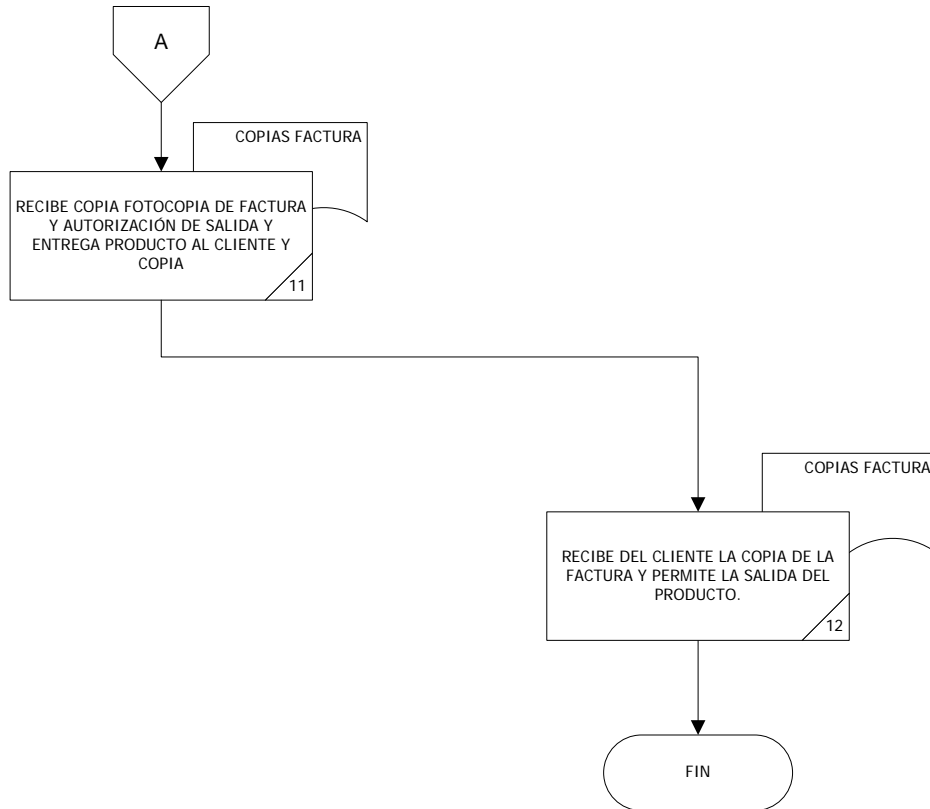 A
COPIAS FACTURA
RECIBE COPIA FOTOCOPIA DE FACTURA
Y AUTORIZACIÓN DE SALIDA Y
ENTREGA PRODUCTO AL CLIENTE Y
COPIA
11
COPIAS FACTURA
RECIBE DEL CLIENTE LA COPIA DE LA
FACTURA Y PERMITE LA SALIDA DEL
PRODUCTO.
12
FIN